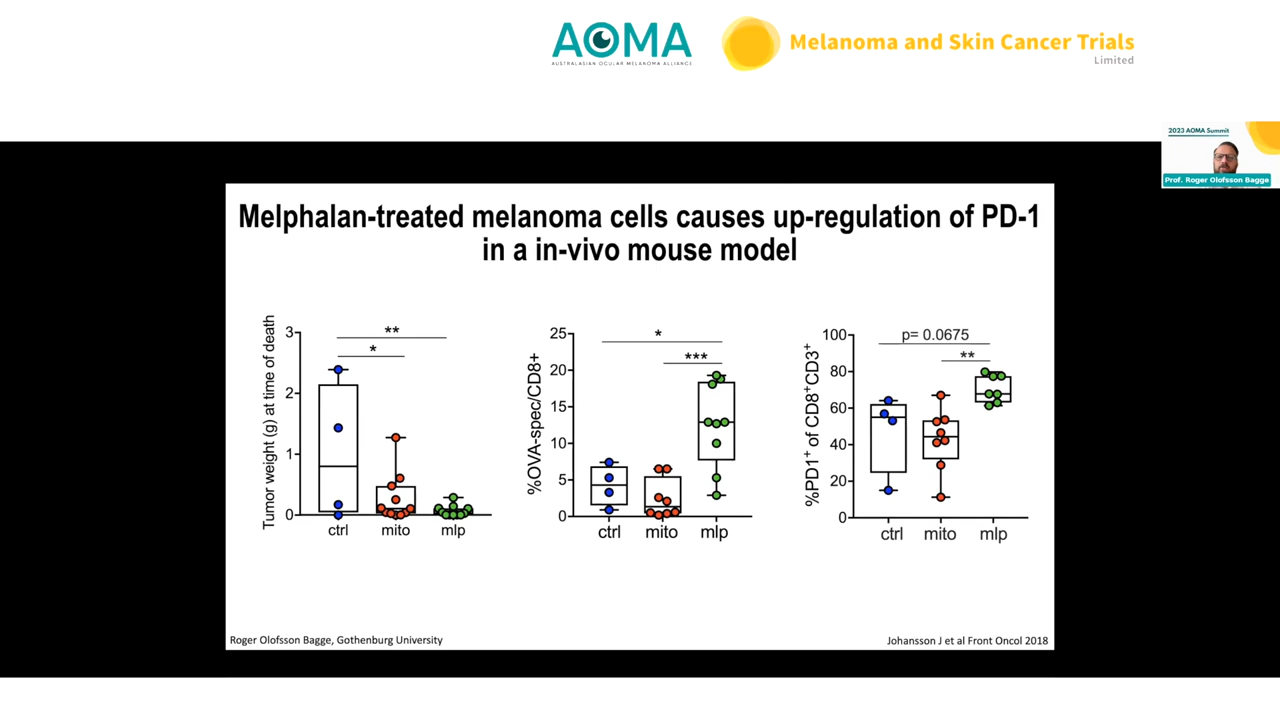 AOMA
AUSTRALASIAN OCULAR MELANOMA ALLIANCE
Melanoma and Skin Cancer Trials
Limited
2023 AOMA Summit
Prof. Roger Olofsson Bagge
Melphalan-treated melanoma cells causes up-regulation of PD-1
in a in-vivo mouse model
Tumor weight (g) at time of death
3
2
1
0
**
*
ctrl mito mlp
%OVA-spec/CD8+
25
20
15
10
5
0
*
***
ctrl mito mlp
%PD1⁺ of CD8⁺CD3⁺
100
80
60
40
20
0
p= 0.0675
**
ctrl mito mlp
Roger Olofsson Bagge, Gothenburg University
Johansson J et al Front Oncol 2018